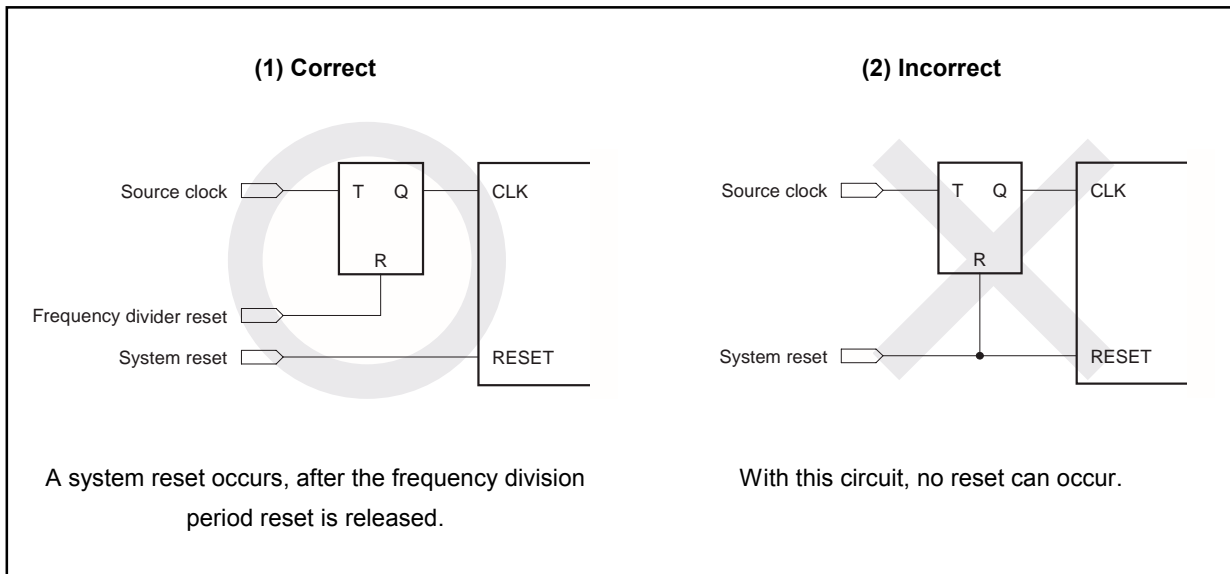 (1) Correct
Source clock
T Q
CLK
R
Frequency divider reset
System reset
RESET
A system reset occurs, after the frequency division
period reset is released.
(2) Incorrect
Source clock
T Q
CLK
R
System reset
RESET
With this circuit, no reset can occur.